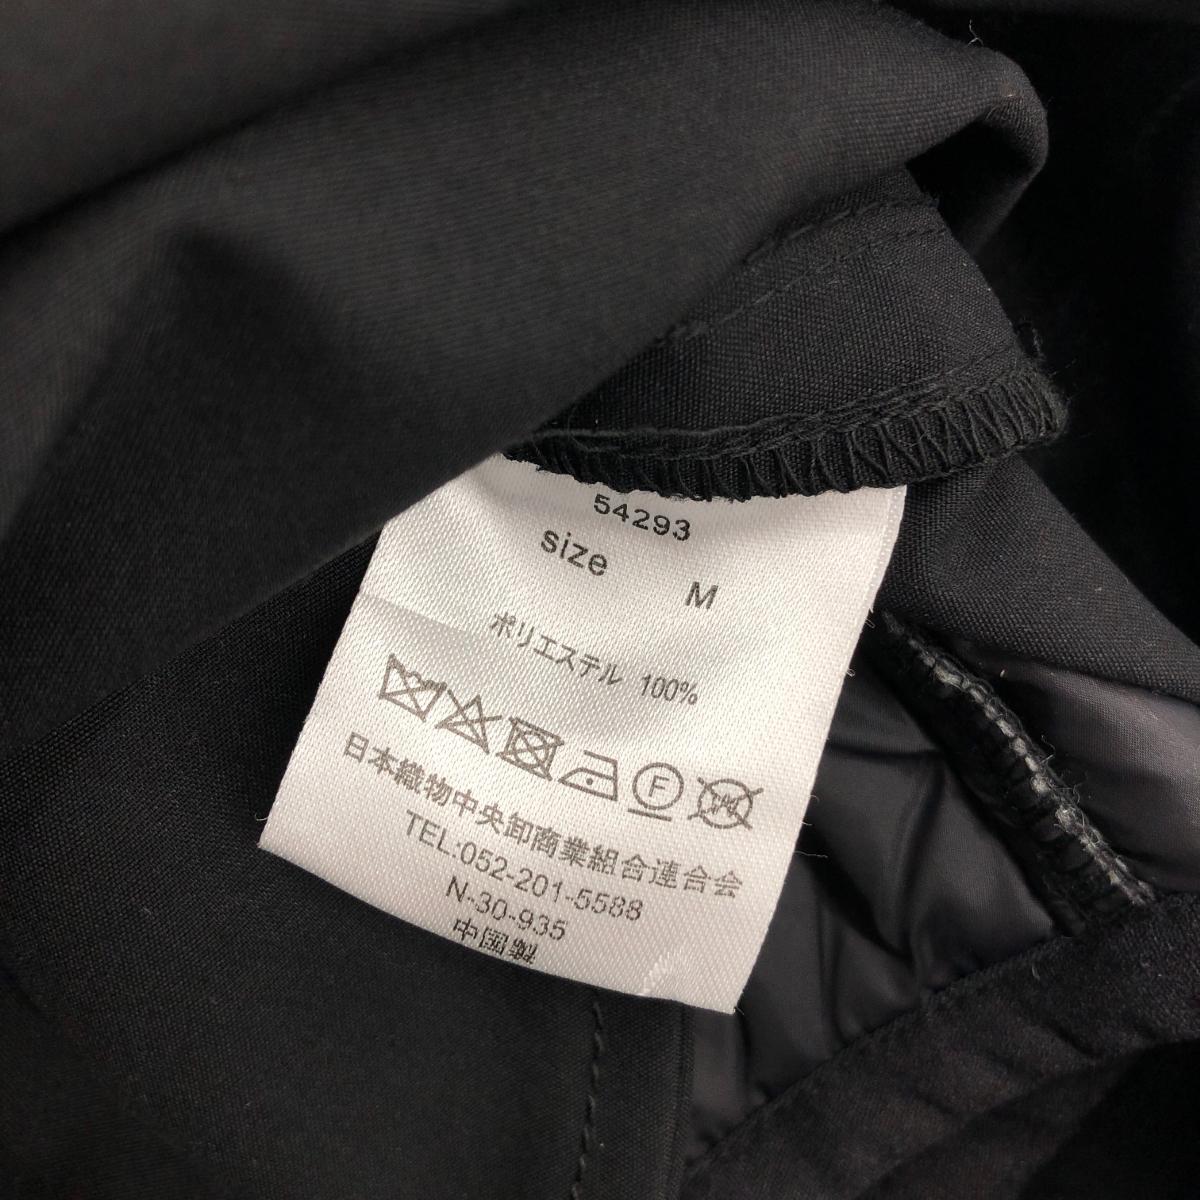 54293
size M
ポリエステル 100%
F
W
日本織物中央卸商業組合連合会
TEL:052-201-5588
N-30-935
中国製